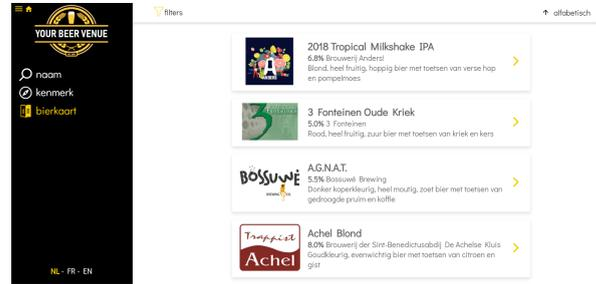 YOUR BEER VENUE
naam
kenmerk
bierkaart
NL - FR - EN
filters
alfabetisch
2018 Tropical Milkshake IPA
6.8% Brouwerij Anders!
Blond, heel fruitig, hoppig bier met toetsen van verse hop
en pompelmoes
ANDERS
3 Fonteinen Oude Kriek
5.0% 3 Fonteinen
Rood, heel fruitig, zuur bier met toetsen van kriek en kers
3
A.G.N.A.T.
5.5% Bossuwé Brewing
Donker koperkleurig, heel moutig, zoet bier met toetsen van
gedroogde pruim en koffie
BOSSUWÉ
BREWING
Achel Blond
8.0% Brouwerij der Sint-Benedictusabdij De Achelse Kluis
Goudkleurig, evenwichtig bier met toetsen van citroen en
gist
Trappist
Achel